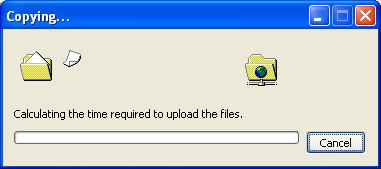 Copying...
Calculating the time required to upload the files.
Cancel